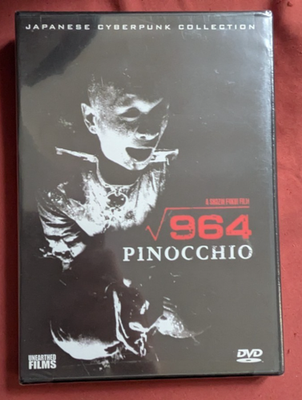 JAPANESE CYBERPUNK COLLECTION
A SHOZIN FUKUI FILM
√964
PINOCCHIO
UNEARTHED
FILMS
DVD